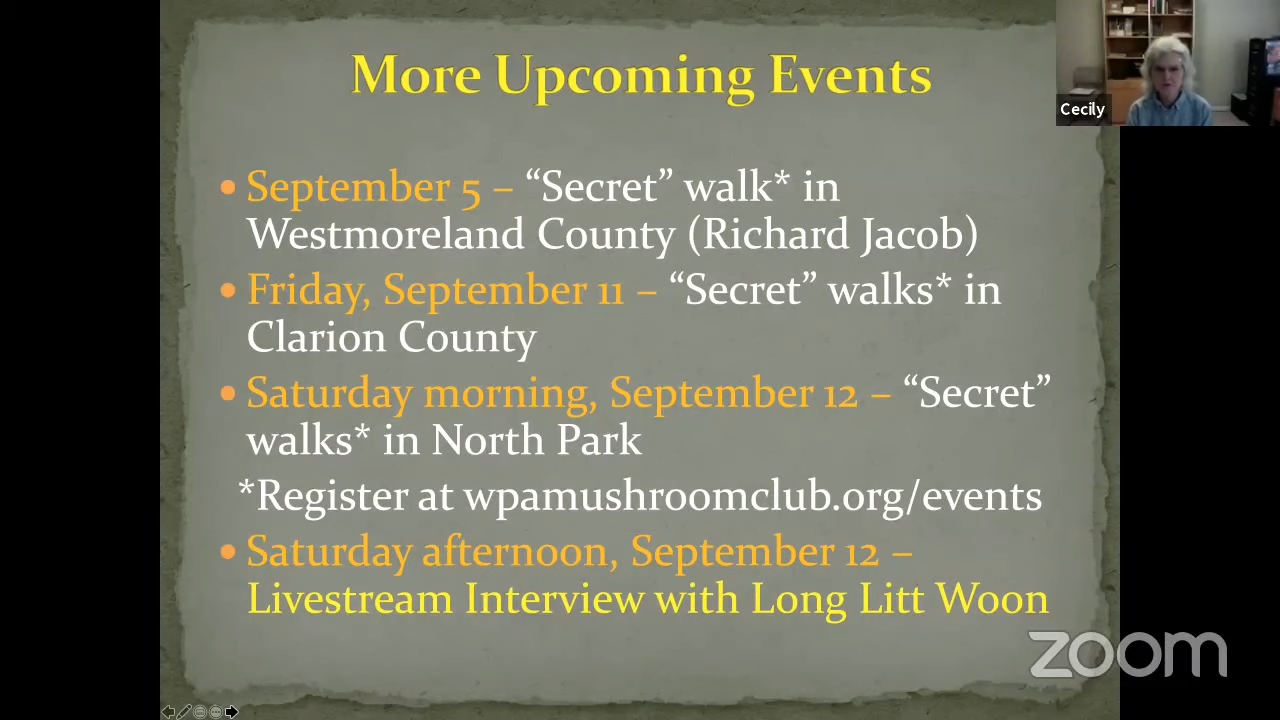 More Upcoming Events
Cecily
• September 5 – “Secret” walk* in
Westmoreland County (Richard Jacob)
• Friday, September 11 – “Secret” walks* in
Clarion County
• Saturday morning, September 12 – “Secret”
walks* in North Park
*Register at wpamushroomclub.org/events
• Saturday afternoon, September 12 –
Livestream Interview with Long Litt Woon
zoom